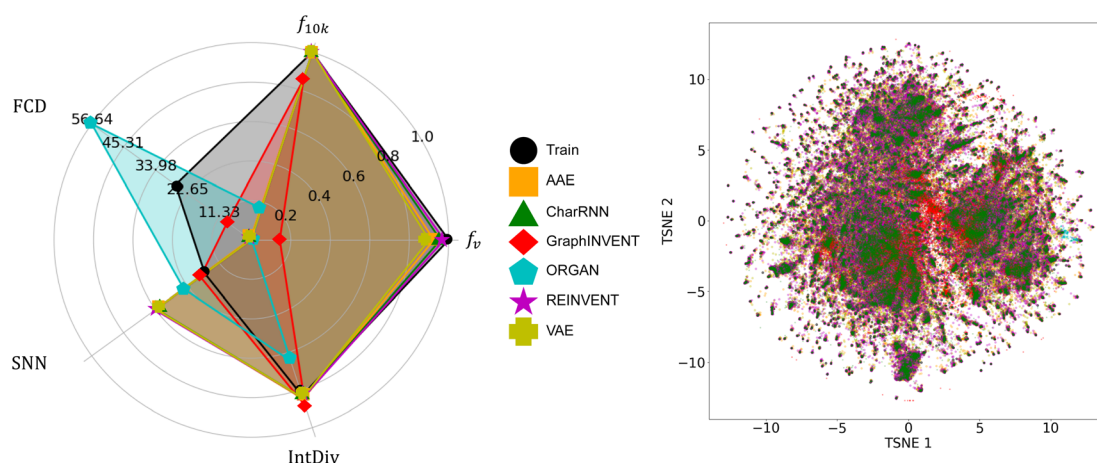 f10k
FCD
56.64
45.31
33.98
22.65
11.33
1.0
0.8
0.6
0.4
0.2
fv
SNN
IntDiv
Train
AAE
CharRNN
GraphINVENT
ORGAN
REINVENT
VAE
TSNE 2
10
5
0
−5
−10
−10
−5
0
5
10
TSNE 1